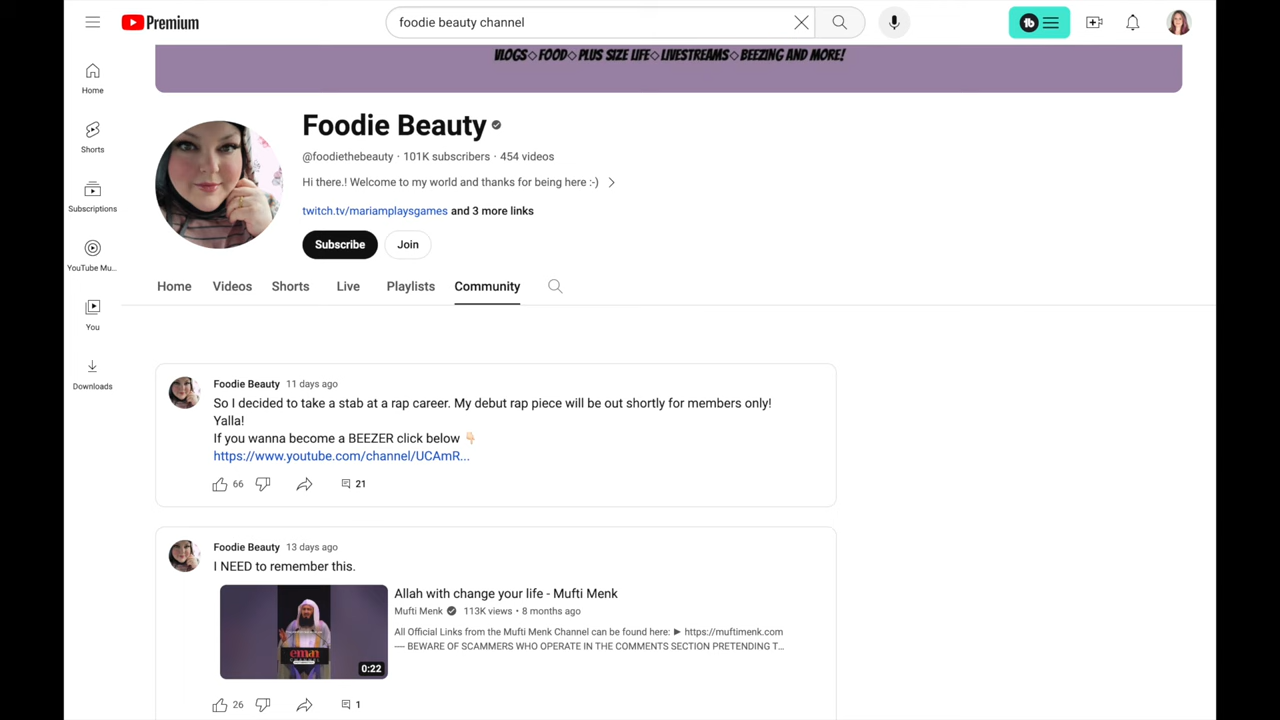 Premium
foodie beauty channel
VLOGS◇FOOD◇PLUS SIZE LIFE◇LIVESTREAMS◇BEEZING AND MORE!
Home
Shorts
Subscriptions
YouTube Mu...
You
Downloads
Foodie Beauty
@foodiethebeauty · 101K subscribers · 454 videos
Hi there.! Welcome to my world and thanks for being here :-)
twitch.tv/mariamplaysgames and 3 more links
Subscribe Join
Home Videos Shorts Live Playlists Community
Foodie Beauty 11 days ago
So I decided to take a stab at a rap career. My debut rap piece will be out shortly for members only!
Yalla!
If you wanna become a BEEZER click below 👇🏻
https://www.youtube.com/channel/UCAmR...
66 21
Foodie Beauty 13 days ago
I NEED to remember this.
Allah with change your life - Mufti Menk
Mufti Menk 113K views • 8 months ago
All Official Links from the Mufti Menk Channel can be found here: ► https://muftimenk.com
---- BEWARE OF SCAMMERS WHO OPERATE IN THE COMMENTS SECTION PRETENDING T...
0:22
26 1